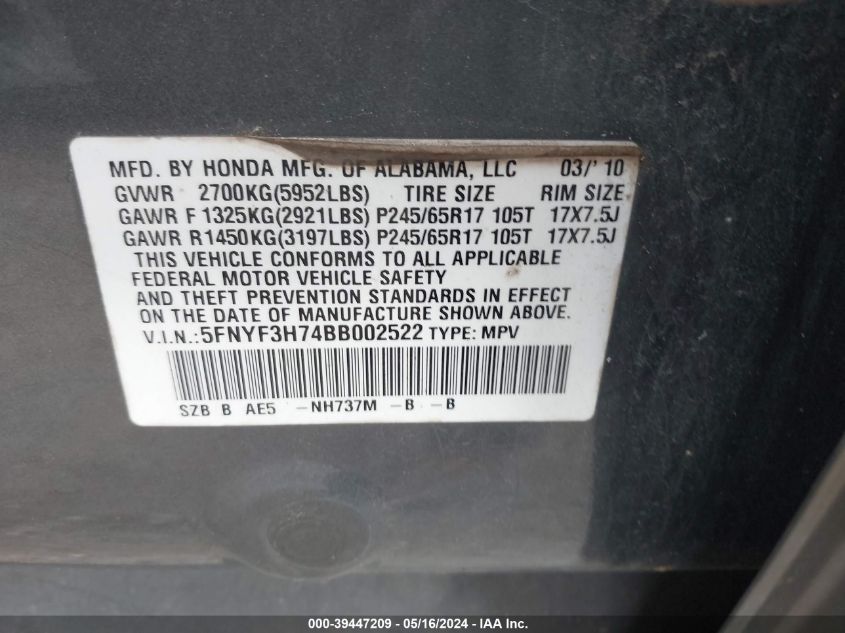 MFD. BY HONDA MFG. OF ALABAMA, LLC 03/'10
GVWR 2700KG(5952LBS) TIRE SIZE RIM SIZE
GAWR F 1325KG(2921LBS) P245/65R17 105T 17X7.5J
GAWR R1450KG(3197LBS) P245/65R17 105T 17X7.5J
THIS VEHICLE CONFORMS TO ALL APPLICABLE
FEDERAL MOTOR VEHICLE SAFETY
AND THEFT PREVENTION STANDARDS IN EFFECT
ON THE DATE OF MANUFACTURE SHOWN ABOVE.
V.I.N.:5FNYF3H74BB002522 TYPE: MPV
SZB B AE5 -NH737M -B -B
000-39447209 - 05/16/2024 - IAAI.com